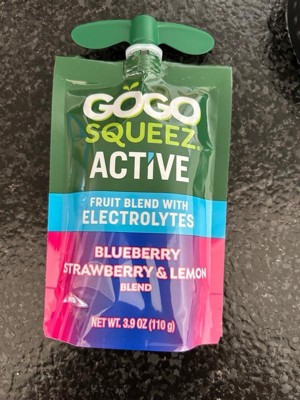 GOGO
SQUEEZ.
ACTIVE
FRUIT BLEND WITH
ELECTROLYTES
BLUEBERRY
STRAWBERRY & LEMON
BLEND
NET WT. 3.9 OZ (110 g)